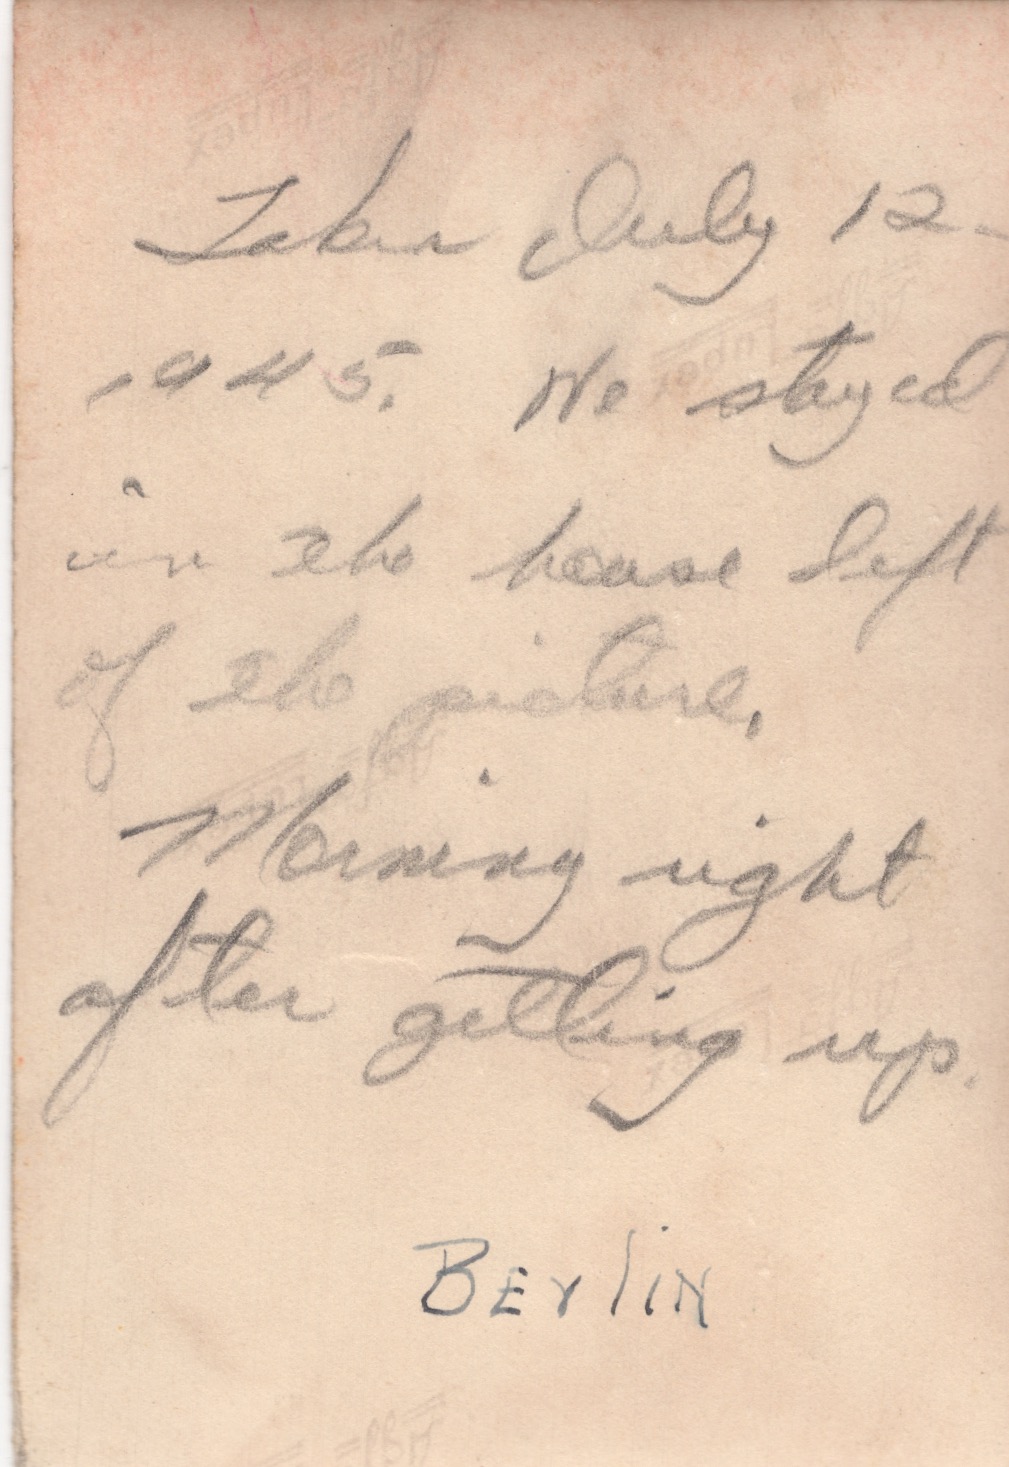 Taken July 12-
1945. We stayed
in the house left
of the picture.
Morning right
after getting up.
Berlin